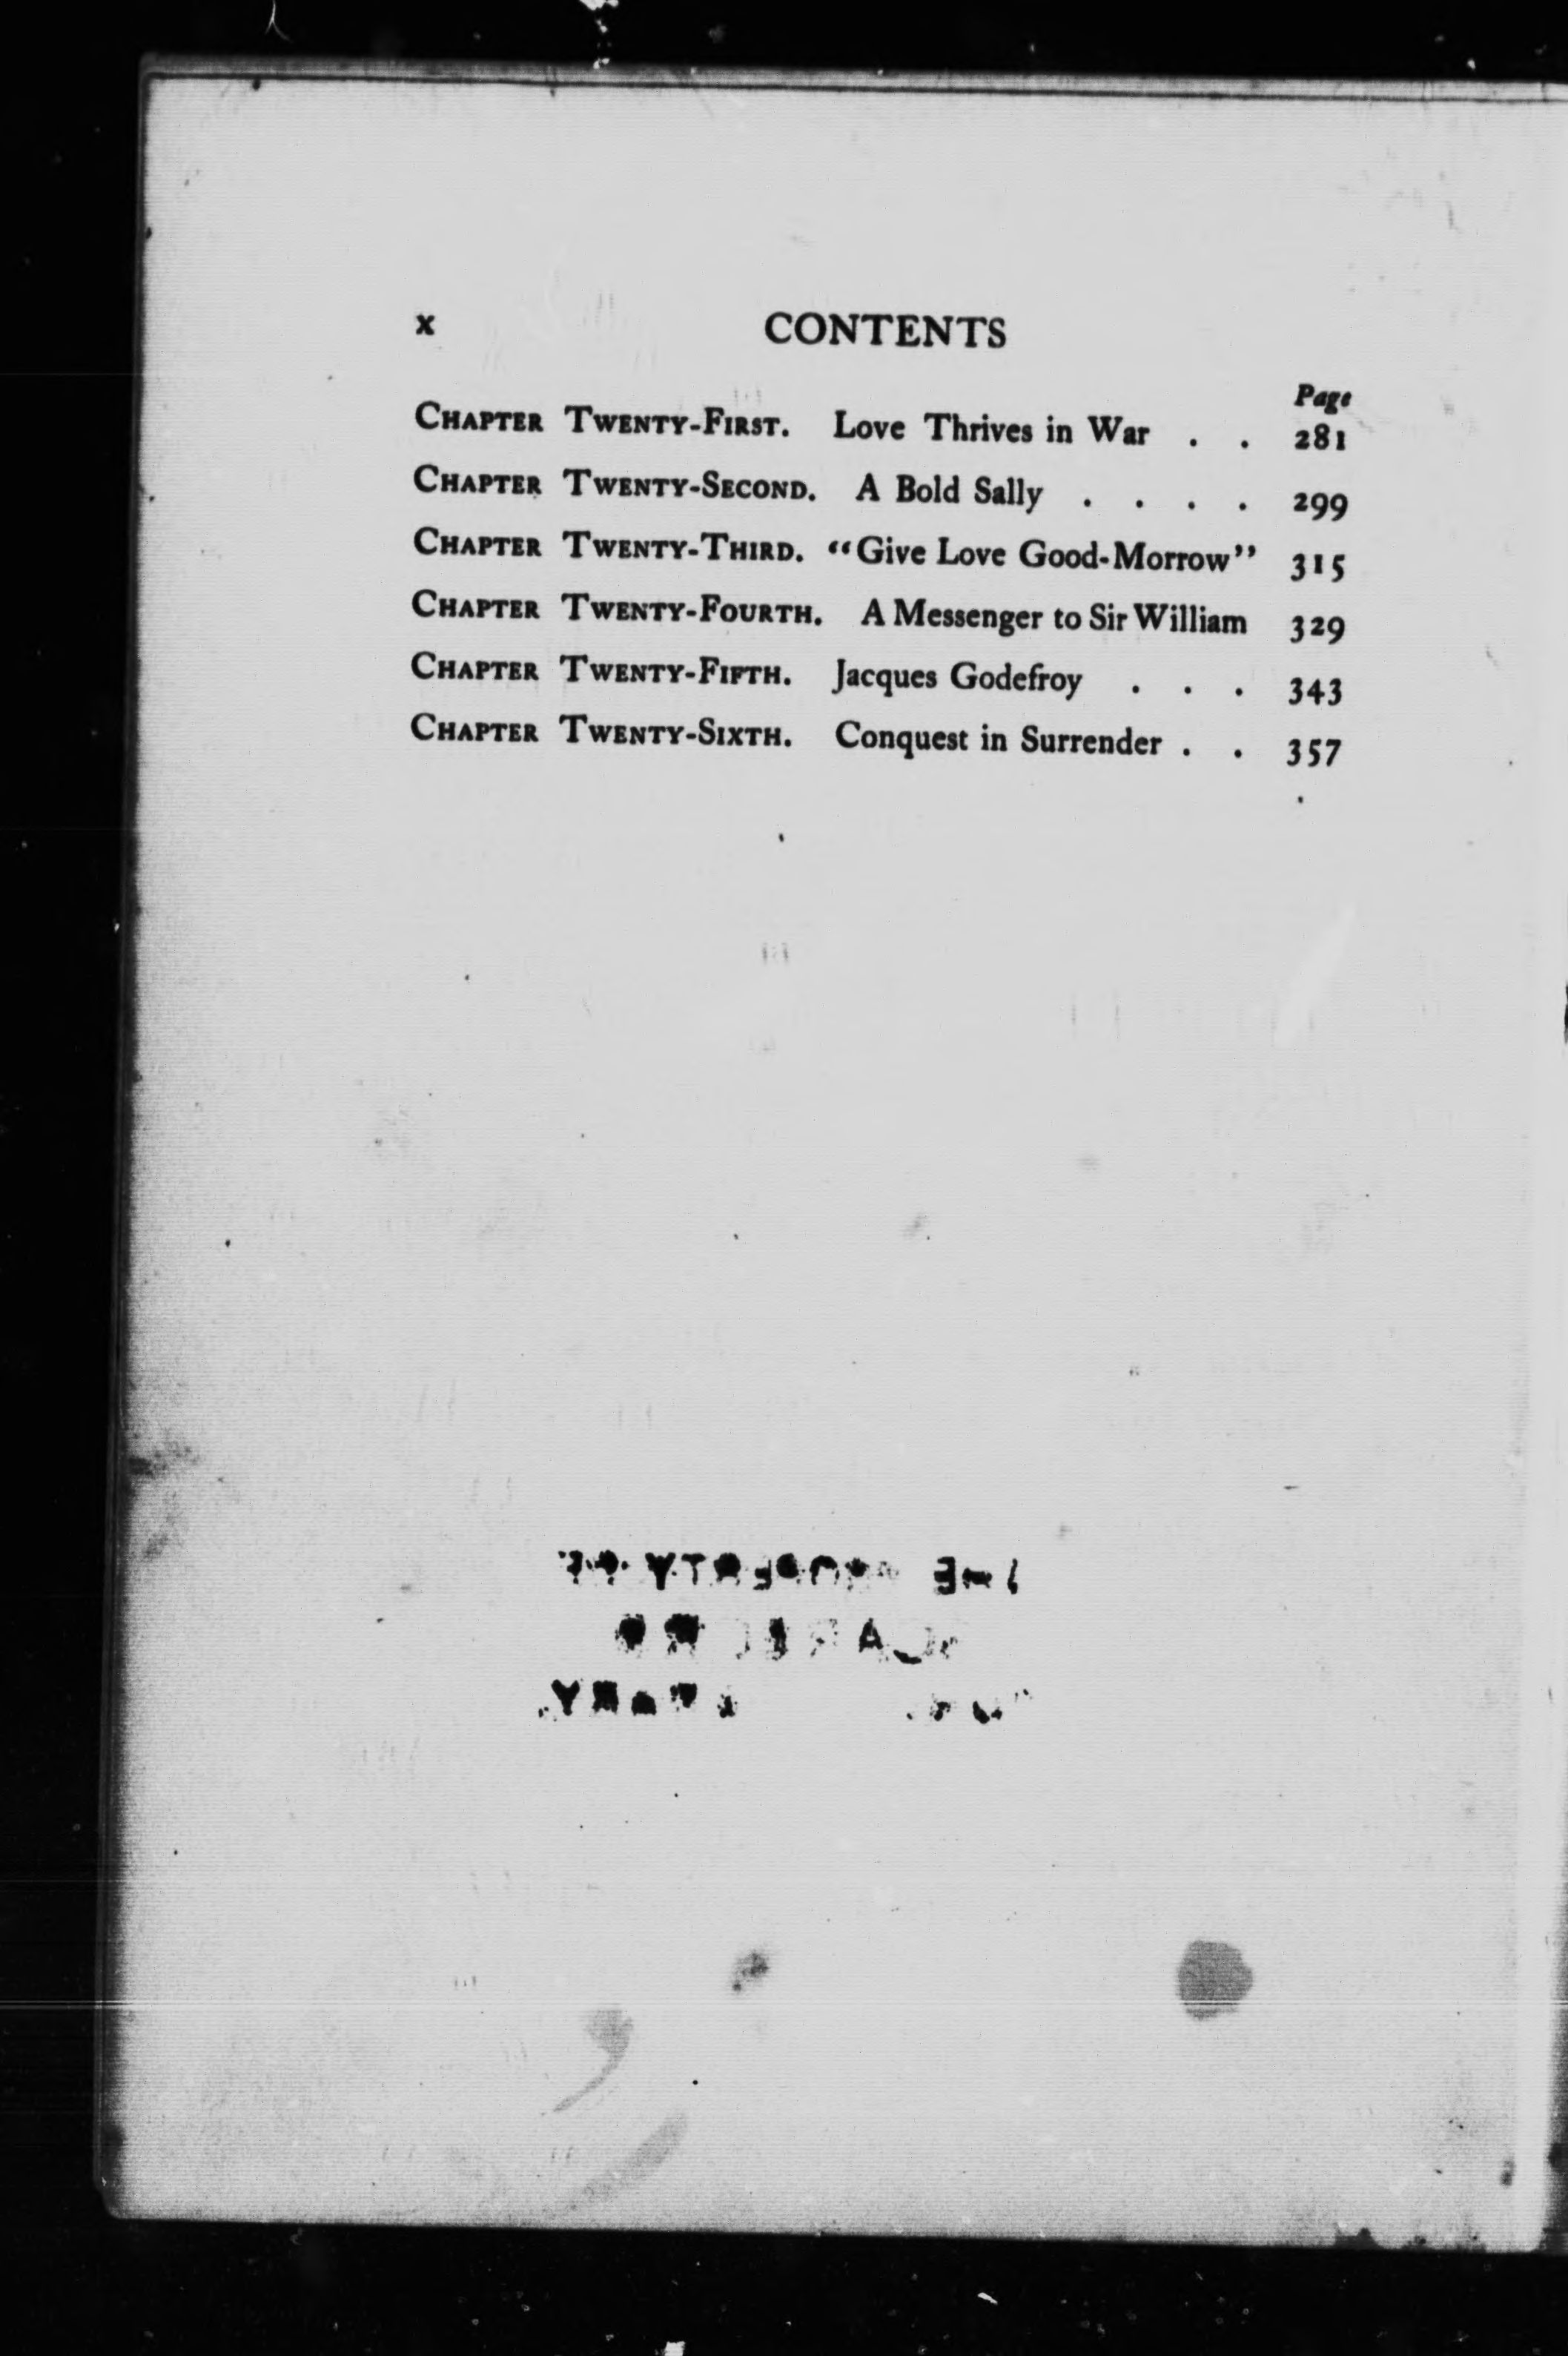 x CONTENTS
Page
CHAPTER TWENTY-FIRST. Love Thrives in War . . 281
CHAPTER TWENTY-SECOND. A Bold Sally . . . . 299
CHAPTER TWENTY-THIRD. “Give Love Good-Morrow” 315
CHAPTER TWENTY-FOURTH. A Messenger to Sir William 329
CHAPTER TWENTY-FIFTH. Jacques Godefroy . . . 343
CHAPTER TWENTY-SIXTH. Conquest in Surrender . . 357